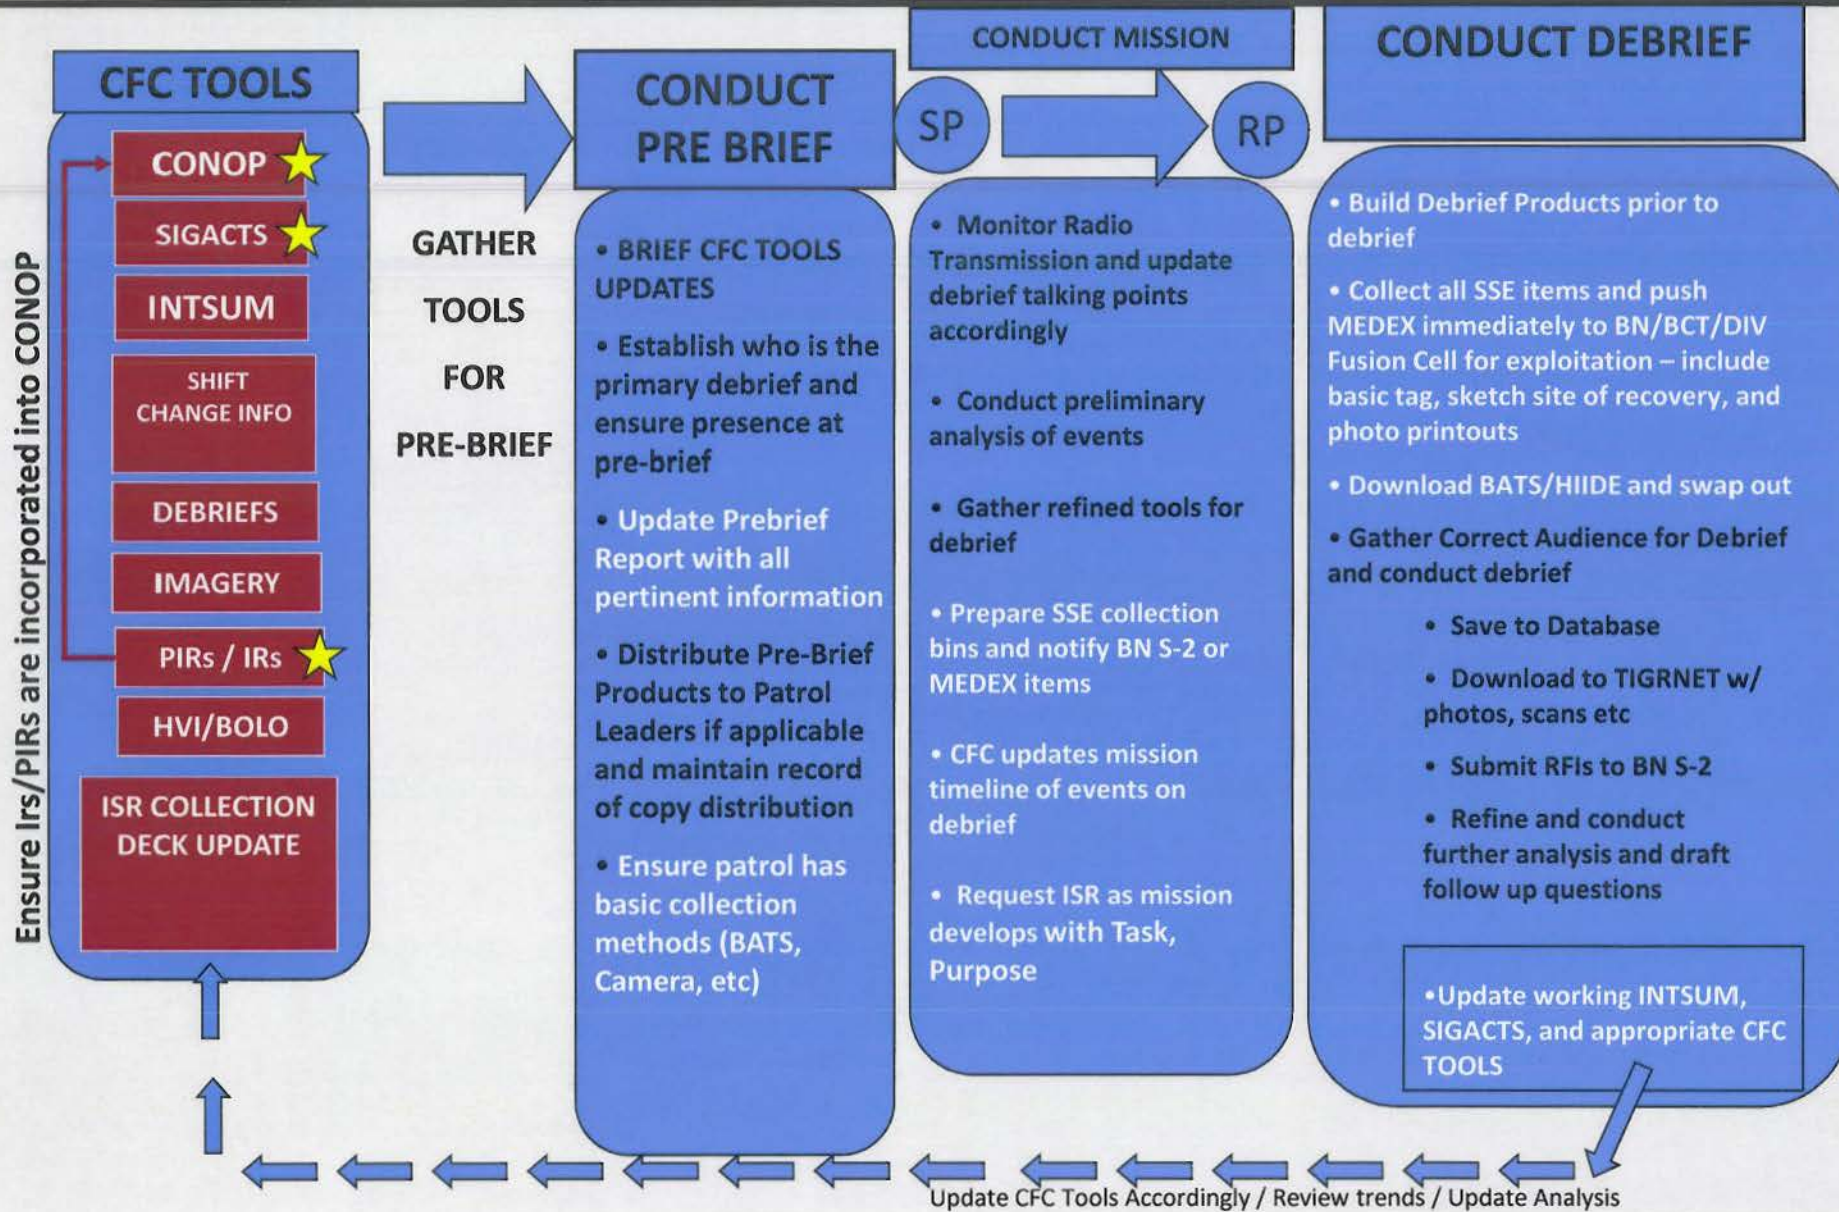 CFC TOOLS
Ensure Irs/PIRs are incorporated into CONOP
CONOP
SIGACTS
INTSUM
SHIFT
CHANGE INFO
DEBRIEFS
IMAGERY
PIRs / IRs
HVI/BOLO
ISR COLLECTION
DECK UPDATE
GATHER
TOOLS
FOR
PRE-BRIEF
CONDUCT
PRE BRIEF
• BRIEF CFC TOOLS
UPDATES
• Establish who is the
primary debrief and
ensure presence at
pre-brief
• Update Prebrief
Report with all
pertinent information
• Distribute Pre-Brief
Products to Patrol
Leaders if applicable
and maintain record
of copy distribution
• Ensure patrol has
basic collection
methods (BATS,
Camera, etc)
CONDUCT MISSION
SP
RP
• Monitor Radio
Transmission and update
debrief talking points
accordingly
• Conduct preliminary
analysis of events
• Gather refined tools for
debrief
• Prepare SSE collection
bins and notify BN S-2 or
MEDEX items
• CFC updates mission
timeline of events on
debrief
• Request ISR as mission
develops with Task,
Purpose
CONDUCT DEBRIEF
• Build Debrief Products prior to
debrief
• Collect all SSE items and push
MEDEX immediately to BN/BCT/DIV
Fusion Cell for exploitation – include
basic tag, sketch site of recovery, and
photo printouts
• Download BATS/HIIDE and swap out
• Gather Correct Audience for Debrief
and conduct debrief
• Save to Database
• Download to TIGRNET w/
photos, scans etc
• Submit RFIs to BN S-2
• Refine and conduct
further analysis and draft
follow up questions
•Update working INTSUM,
SIGACTS, and appropriate CFC
TOOLS
Update CFC Tools Accordingly / Review trends / Update Analysis